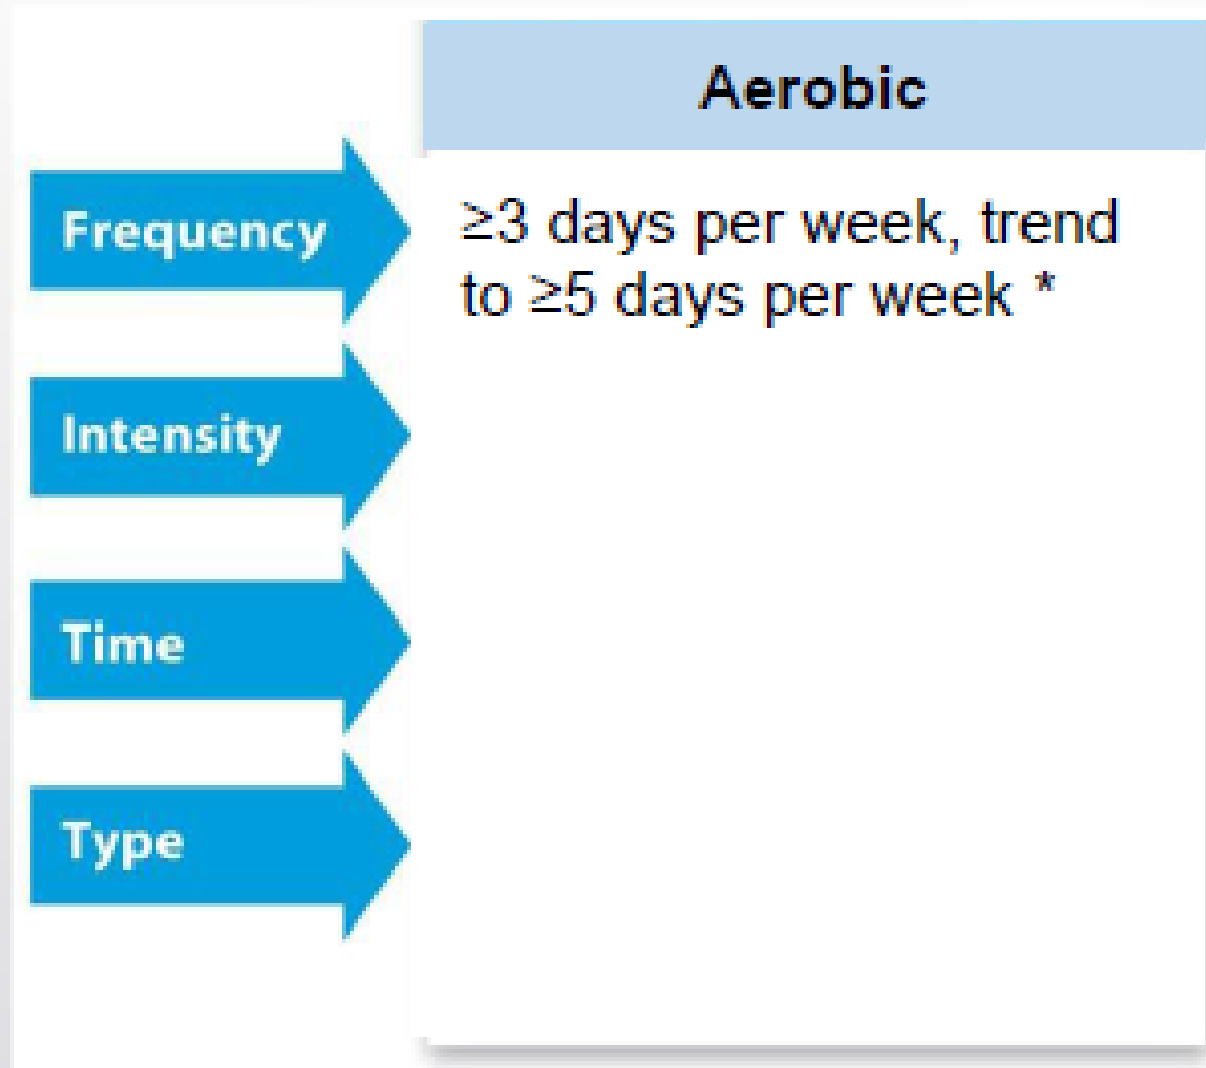 Aerobic
Frequency
≥3 days per week, trend
to ≥5 days per week *
Intensity
Time
Type